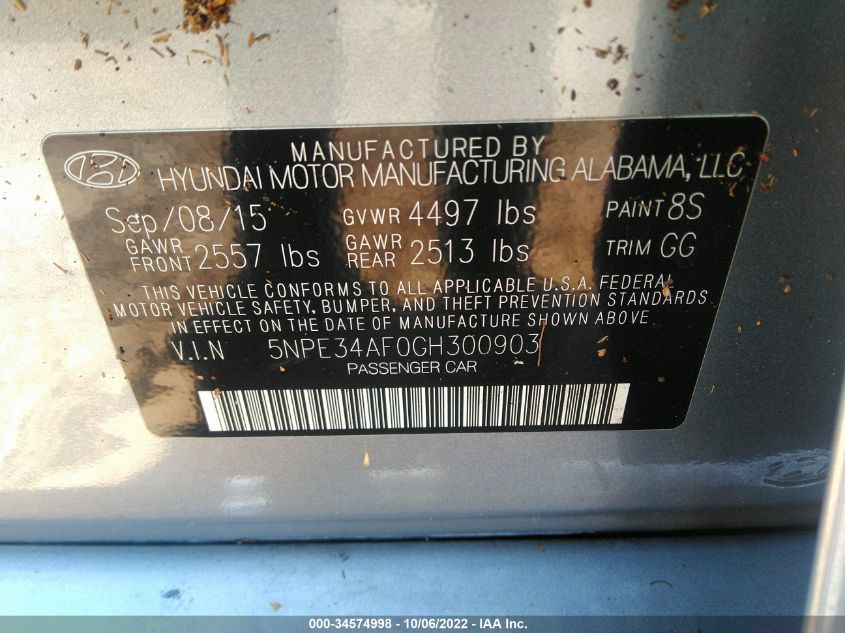 MANUFACTURED BY
HYUNDAI MOTOR MANUFACTURING ALABAMA, LLC
Sep/08/15 GVWR 4497 lbs PAINT 8S
GAWR FRONT 2557 lbs GAWR REAR 2513 lbs TRIM GG
THIS VEHICLE CONFORMS TO ALL APPLICABLE U.S.A. FEDERAL
MOTOR VEHICLE SAFETY, BUMPER, AND THEFT PREVENTION STANDARDS
IN EFFECT ON THE DATE OF MANUFACTURE SHOWN ABOVE.
V.I.N 5NPE34AF0GH300903
PASSENGER CAR
000-34574998 - 10/06/2022 - IAA Inc.